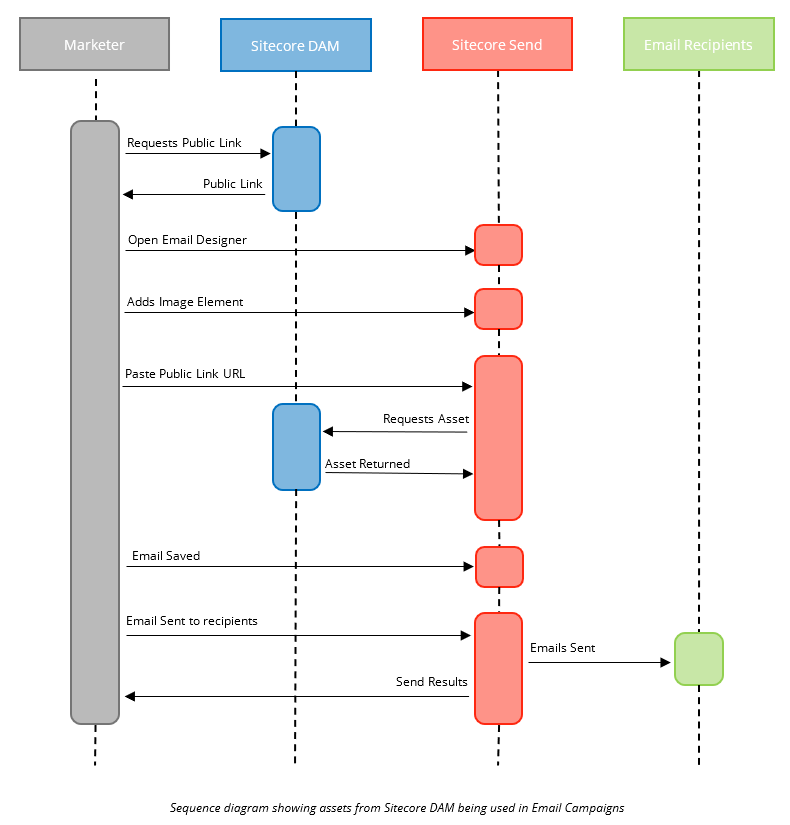 Marketer
Sitecore DAM
Sitecore Send
Email Recipients
Requests Public Link
Public Link
Open Email Designer
Adds Image Element
Paste Public Link URL
Requests Asset
Asset Returned
Email Saved
Email Sent to recipients
Emails Sent
Send Results
Sequence diagram showing assets from Sitecore DAM being used in Email Campaigns